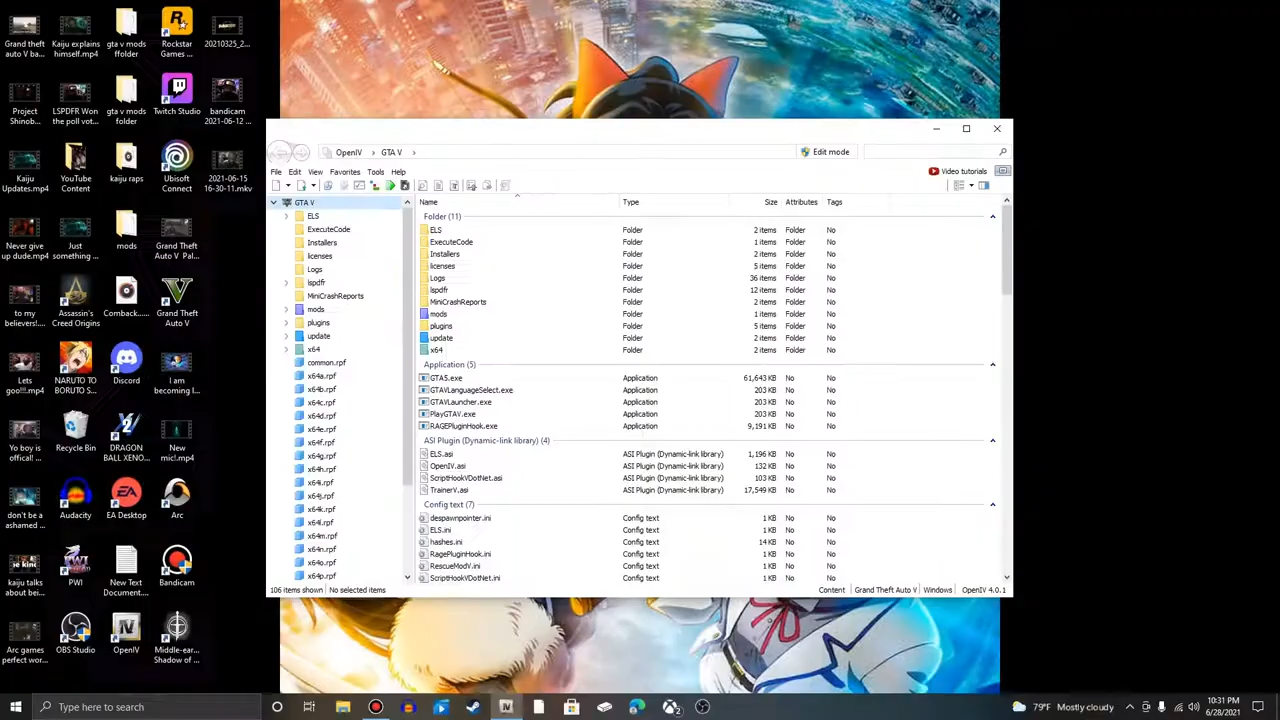 Grand theft
auto V ba...
Kaiju explains
himself.mp4
gta v mods
ffolder
Rockstar
Games ...
20210325_2...
Project
Shinob...
LSPDFR Won
the poll vot...
gta v mods
folder
Twitch Studio
bandicam
2021-06-12 ...
Kaiju
Updates.mp4
YouTube
Content
kaiju raps
Ubisoft
Connect
2021-06-15
16-30-11.mkv
Never give
up dude.mp4
Just
something ...
mods
Grand Theft
Auto V Pal...
to my
believers!...
Assassin's
Creed Origins
Comback......
Grand Theft
Auto V
Lets
goo!!!.mp4
NARUTO TO
BORUTO S...
Discord
I am
becoming I...
Yo boy is
offical! ...
Recycle Bin
DRAGON
BALL XENO...
New
mic!.mp4
don't be a
ashamed ...
Audacity
EA Desktop
Arc
kaiju talks
about bei...
PWI
New Text
Document....
Bandicam
Arc games
perfect wor...
OBS Studio
OpenIV
Middle-ear...
Shadow of ...
OpenIV > GTA V >
Edit mode
File Edit View Favorites Tools Help
Video tutorials
GTA V
ELS
ExecuteCode
Installers
licenses
Logs
lspdfr
MiniCrashReports
mods
plugins
update
x64
common.rpf
x64a.rpf
x64b.rpf
x64c.rpf
x64d.rpf
x64e.rpf
x64f.rpf
x64g.rpf
x64h.rpf
x64i.rpf
x64j.rpf
x64k.rpf
x64l.rpf
x64m.rpf
x64n.rpf
x64o.rpf
x64p.rpf
Name Type Size Attributes Tags
Folder (11)
ELS Folder 2 items Folder No
ExecuteCode Folder 1 items Folder No
Installers Folder 2 items Folder No
licenses Folder 5 items Folder No
Logs Folder 36 items Folder No
lspdfr Folder 12 items Folder No
MiniCrashReports Folder 2 items Folder No
mods Folder 1 items Folder No
plugins Folder 5 items Folder No
update Folder 2 items Folder No
x64 Folder 2 items Folder No
Application (5)
GTA5.exe Application 61,643 KB No No
GTAVLanguageSelect.exe Application 203 KB No No
GTAVLauncher.exe Application 203 KB No No
PlayGTAV.exe Application 203 KB No No
RAGEPluginHook.exe Application 9,191 KB No No
ASI Plugin (Dynamic-link library) (4)
ELS.asi ASI Plugin (Dynamic-link library) 1,196 KB No No
OpenIV.asi ASI Plugin (Dynamic-link library) 132 KB No No
ScriptHookVDotNet.asi ASI Plugin (Dynamic-link library) 103 KB No No
TrainerV.asi ASI Plugin (Dynamic-link library) 17,549 KB No No
Config text (7)
despawnpointer.ini Config text 1 KB No No
ELS.ini Config text 1 KB No No
hashes.ini Config text 14 KB No No
RagePluginHook.ini Config text 1 KB No No
RescueModV.ini Config text 1 KB No No
ScriptHookVDotNet.ini Config text 1 KB No No
106 items shown No selected items Content Grand Theft Auto V Windows OpenIV 4.0.1
Type here to search
79°F Mostly cloudy
10:31 PM
6/28/2021